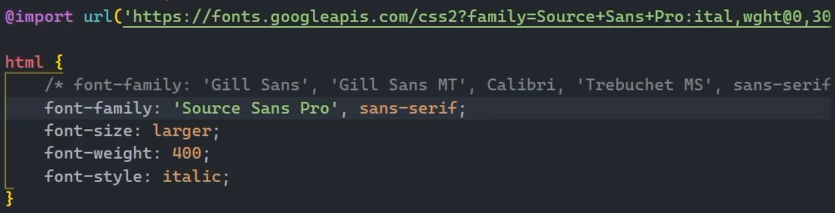 @import url('https://fonts.googleapis.com/css2?family=Source+Sans+Pro:ital,wght@0,30
html {
/* font-family: 'Gill Sans', 'Gill Sans MT', Calibri, 'Trebuchet MS', sans-serif
font-family: 'Source Sans Pro', sans-serif;
font-size: larger;
font-weight: 400;
font-style: italic;
}